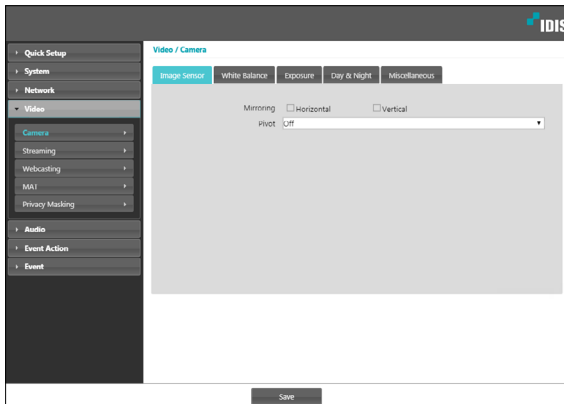 IDIS
Quick Setup
System
Network
Video
Camera
Streaming
Webcasting
MAT
Privacy Masking
Audio
Event Action
Event
Video / Camera
Image Sensor White Balance Exposure Day & Night Miscellaneous
Mirroring Horizontal Vertical
Pivot Off
Save